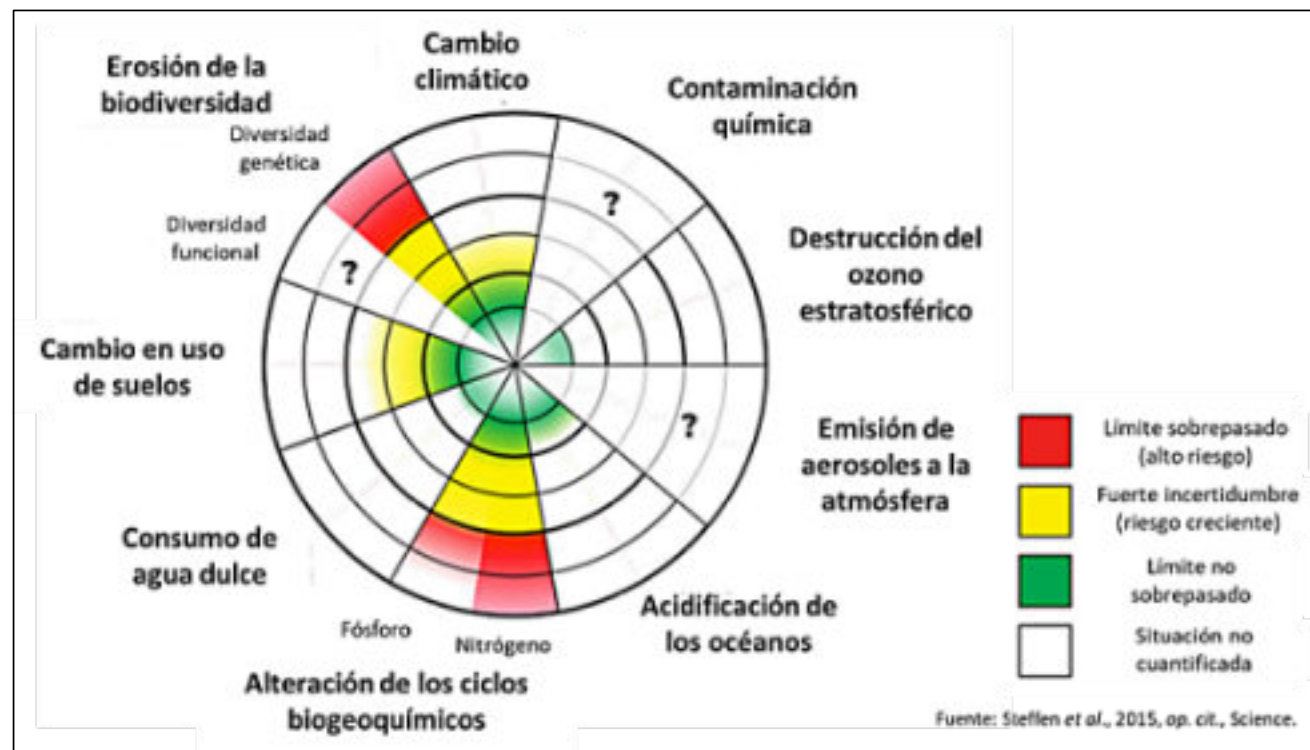 Cambio
climático
Contaminación
química
Destrucción del
ozono
estratosférico
Emisión de
aerosoles a la
atmósfera
Acidificación de
los océanos
Nitrógeno
Fósforo
Alteración de los ciclos
biogeoquímicos
Consumo de
agua dulce
Cambio en uso
de suelos
Erosión de la
biodiversidad
Diversidad
genética
Diversidad
funcional
?
?
?
Límite sobrepasado
(alto riesgo)
Fuerte incertidumbre
(riesgo creciente)
Límite no
sobrepasado
Situación no
cuantificada
Fuente: Steffen et al., 2015, op. cit., Science.